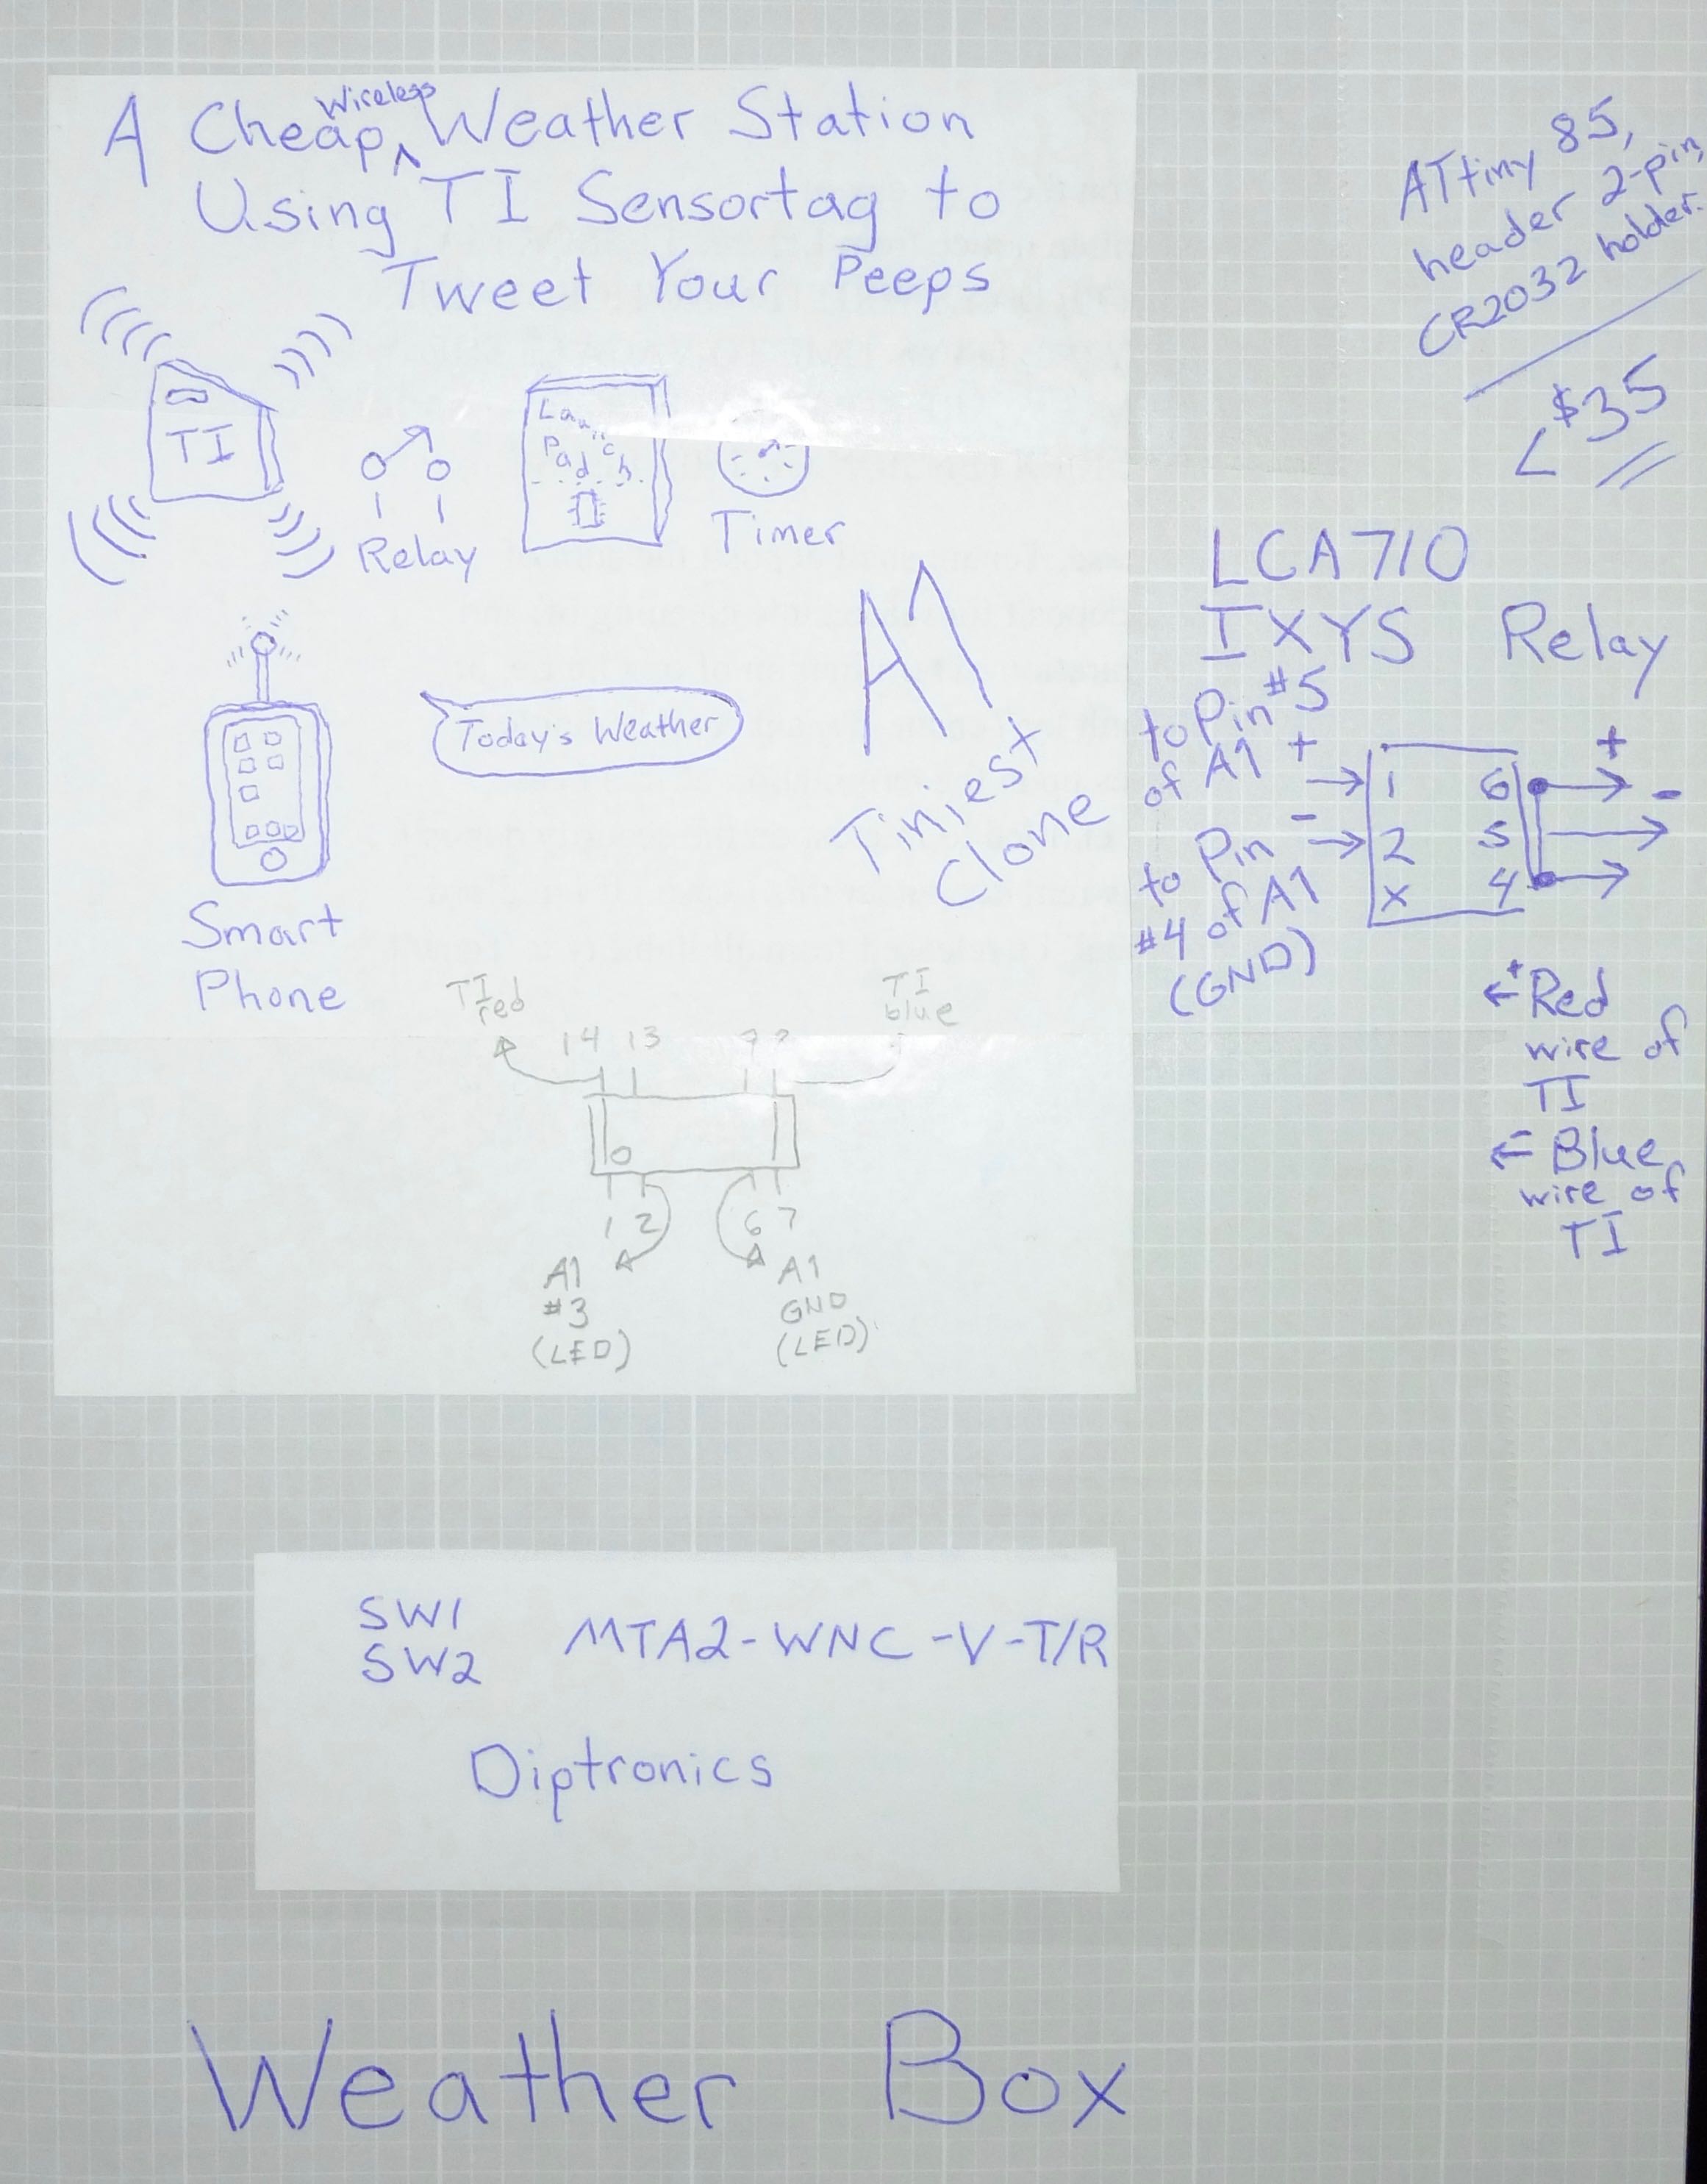 A Cheap Wireless Weather Station
Using TI Sensortag to
Tweet Your Peeps
TI
Relay
Launch
Pad
Timer
Today's Weather
Smart
Phone
A1
Tiniest
Clone
TI
red
TI
blue
14 13
1 2 6 7
A1
#3
(LED)
A1
GND
(LED)
ATtiny 85,
header 2-pin,
CR2032 holder.
< $35
LCA710
IXYS Relay
to Pin #5
of A1 +
to Pin -
#4 of A1
(GND)
1 6 +
2 5 -
x 4
←+ Red
wire of
TI
←- Blue
wire of
TI
SW1
SW2
MTA2-WNC-V-T/R
Diptronics
Weather Box